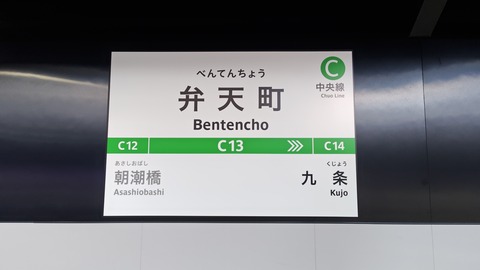 べんてんちょう
弁天町
Bentencho
C
中央線
Chuo Line
C12
C13
C14
あさしおばし
朝潮橋
Asashiobashi
くじょう
九条
Kujo